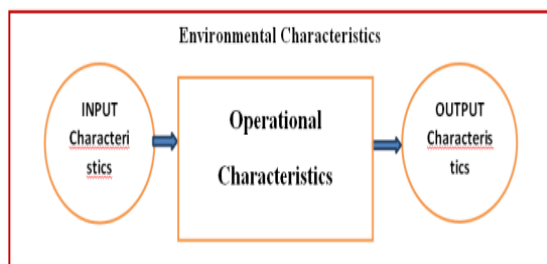 Environmental Characteristics
INPUT
Characteri
stics
Operational
Characteristics
OUTPUT
Characteris
tics